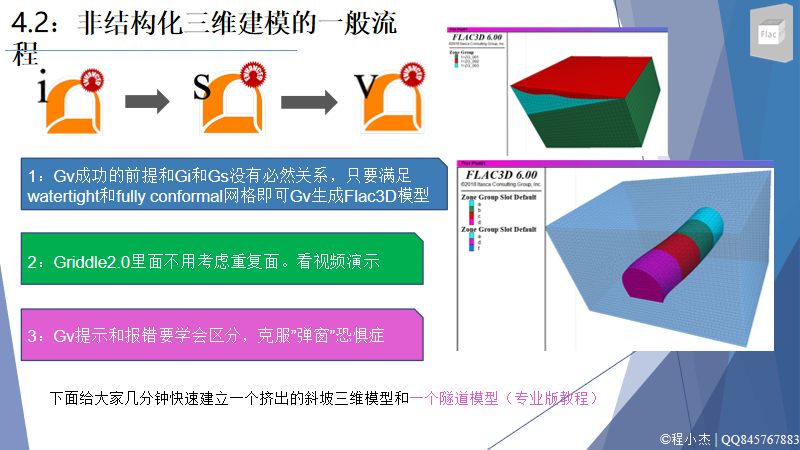 4.2：非结构化三维建模的一般流
程
i
s
v
1：Gv成功的前提和Gi和Gs没有必然关系，只要满足
watertight和fully conformal网格即可Gv生成Flac3D模型
2：Griddle2.0里面不用考虑重复面。看视频演示
3：Gv提示和报错要学会区分，克服”弹窗”恐惧症
下面给大家几分钟快速建立一个挤出的斜坡三维模型和一个隧道模型（专业版教程）
FLAC3D 6.00
©2018 Itasca Consulting Group, Inc.
Zone Group
FLAC3D 6.00
©2018 Itasca Consulting Group, Inc.
Zone Group Slot Default
a
b
c
d
Zone Group Slot Default
a
d
f
Flac
©程小杰 | QQ845767883